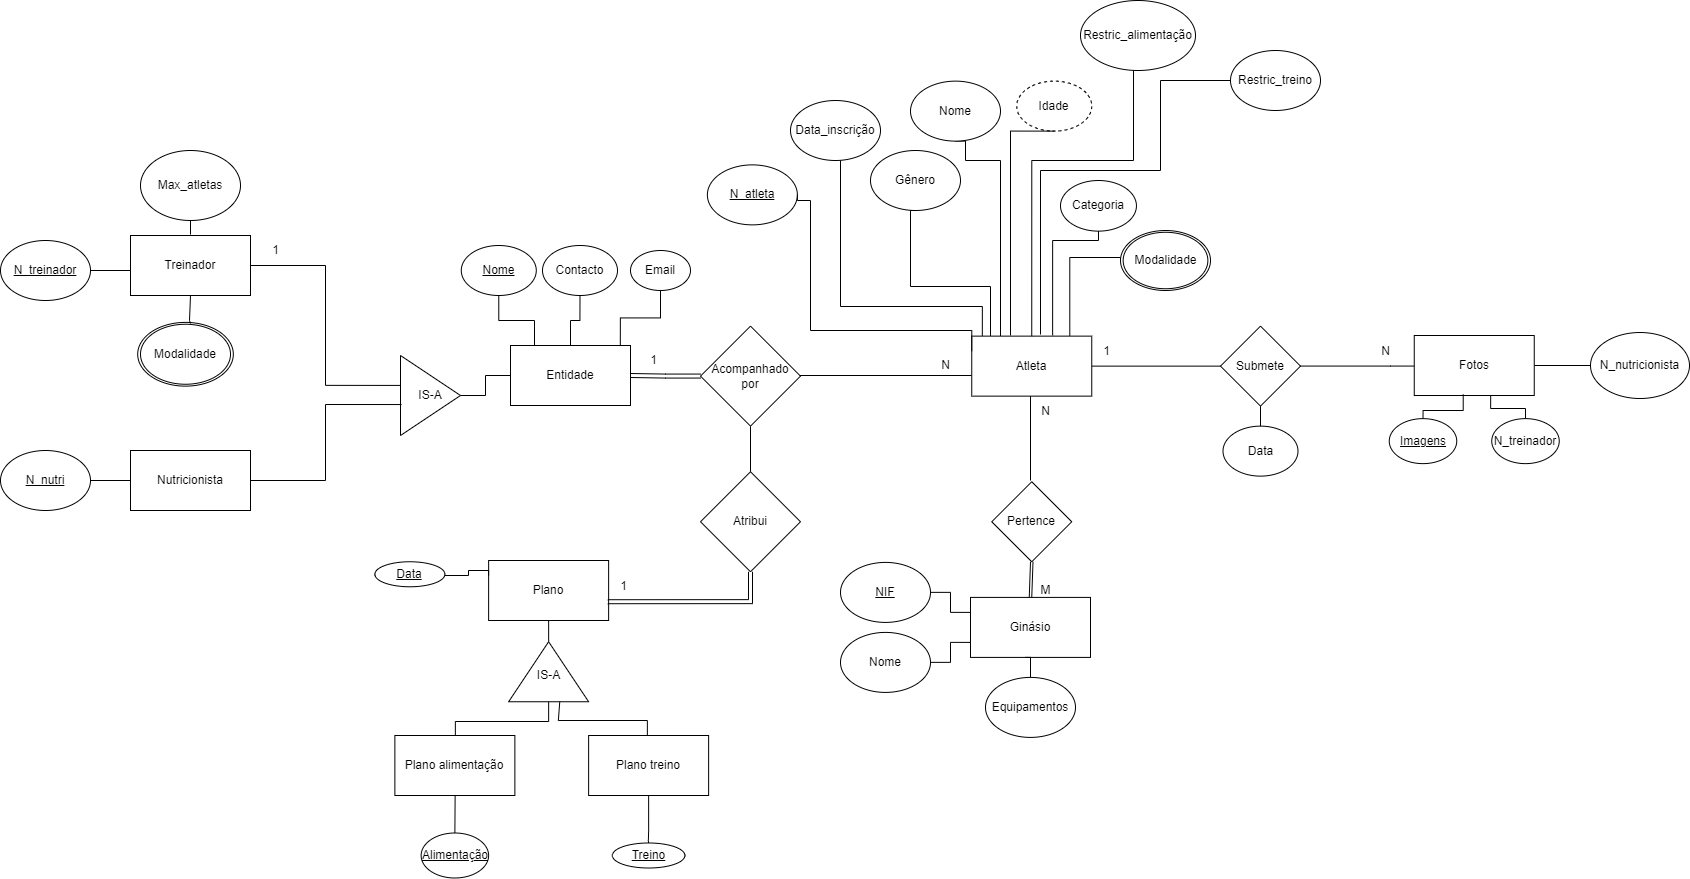 Restric_alimentação
Restric_treino
Nome
Idade
Data_inscrição
Gênero
N_atleta
Categoria
Modalidade
Max_atletas
N_treinador
Treinador
1
Modalidade
Nome
Contacto
Email
IS-A
Entidade
1
Acompanhado
por
N
Atleta
1
Submete
N
Fotos
N_nutricionista
N
Data
Imagens
N_treinador
N_nutri
Nutricionista
Atribui
Pertence
Data
Plano
1
NIF
M
Ginásio
Nome
Equipamentos
IS-A
Plano alimentação
Plano treino
Alimentação
Treino